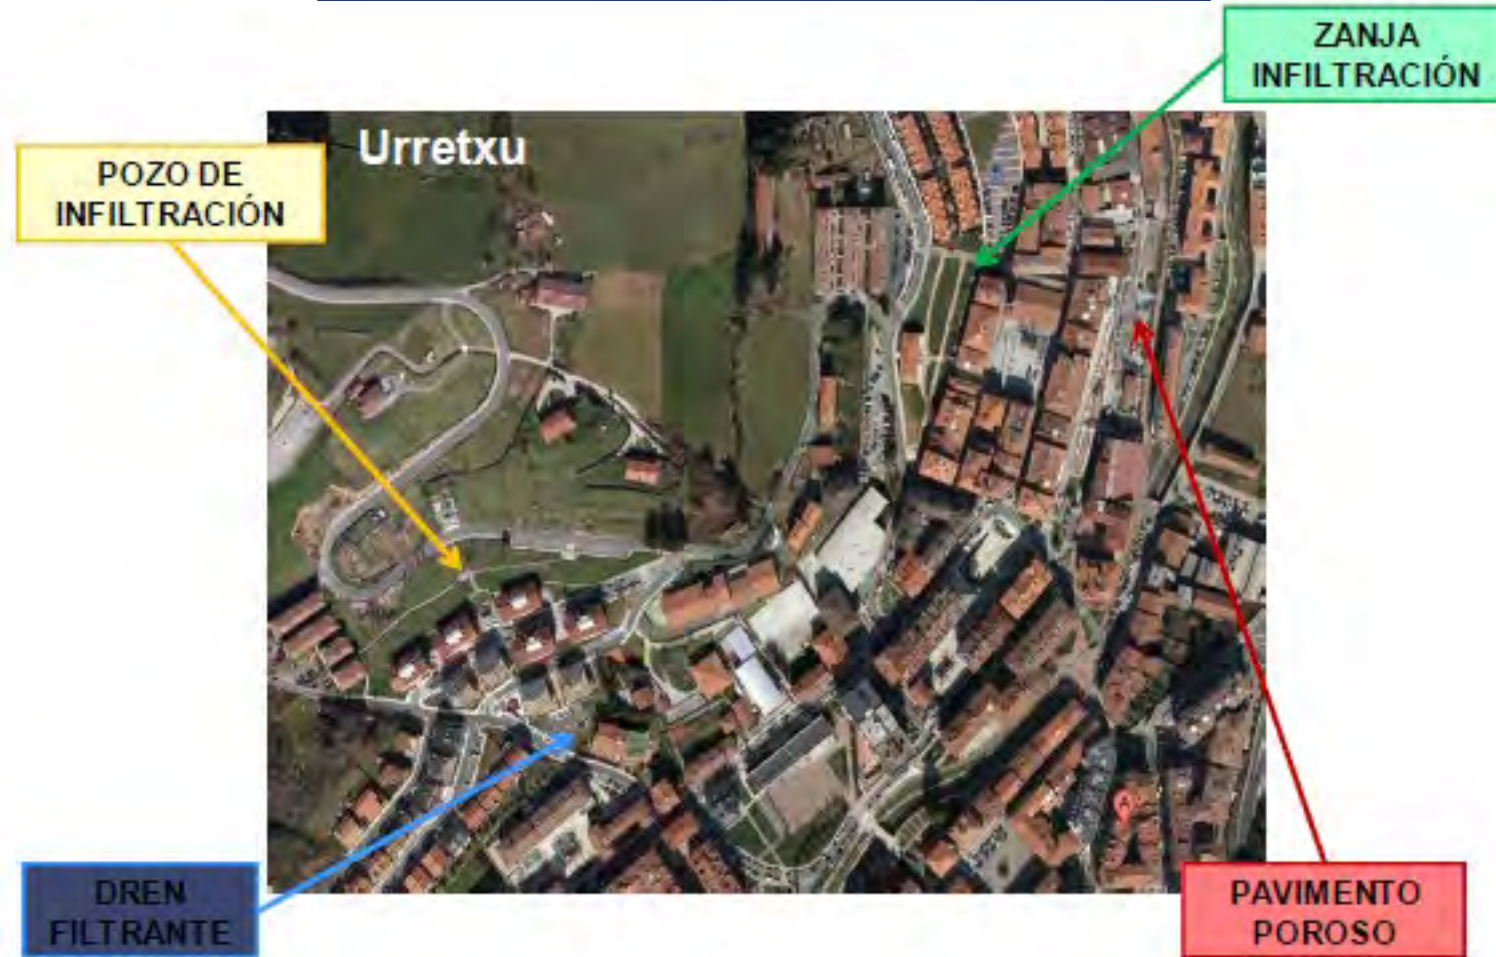 ZANJA
INFILTRACIÓN
Urretxu
POZO DE
INFILTRACIÓN
DREN
FILTRANTE
PAVIMENTO
POROSO